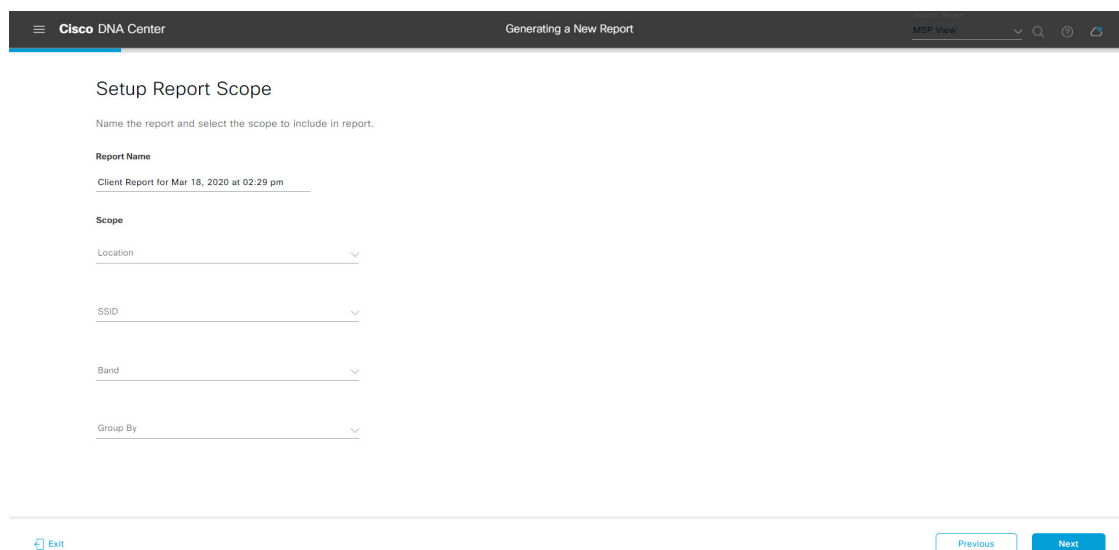 Cisco DNA Center
Generating a New Report
MSP View
Setup Report Scope
Name the report and select the scope to include in report.
Report Name
Client Report for Mar 18, 2020 at 02:29 pm
Scope
Location
SSID
Band
Group By
Exit
Previous
Next